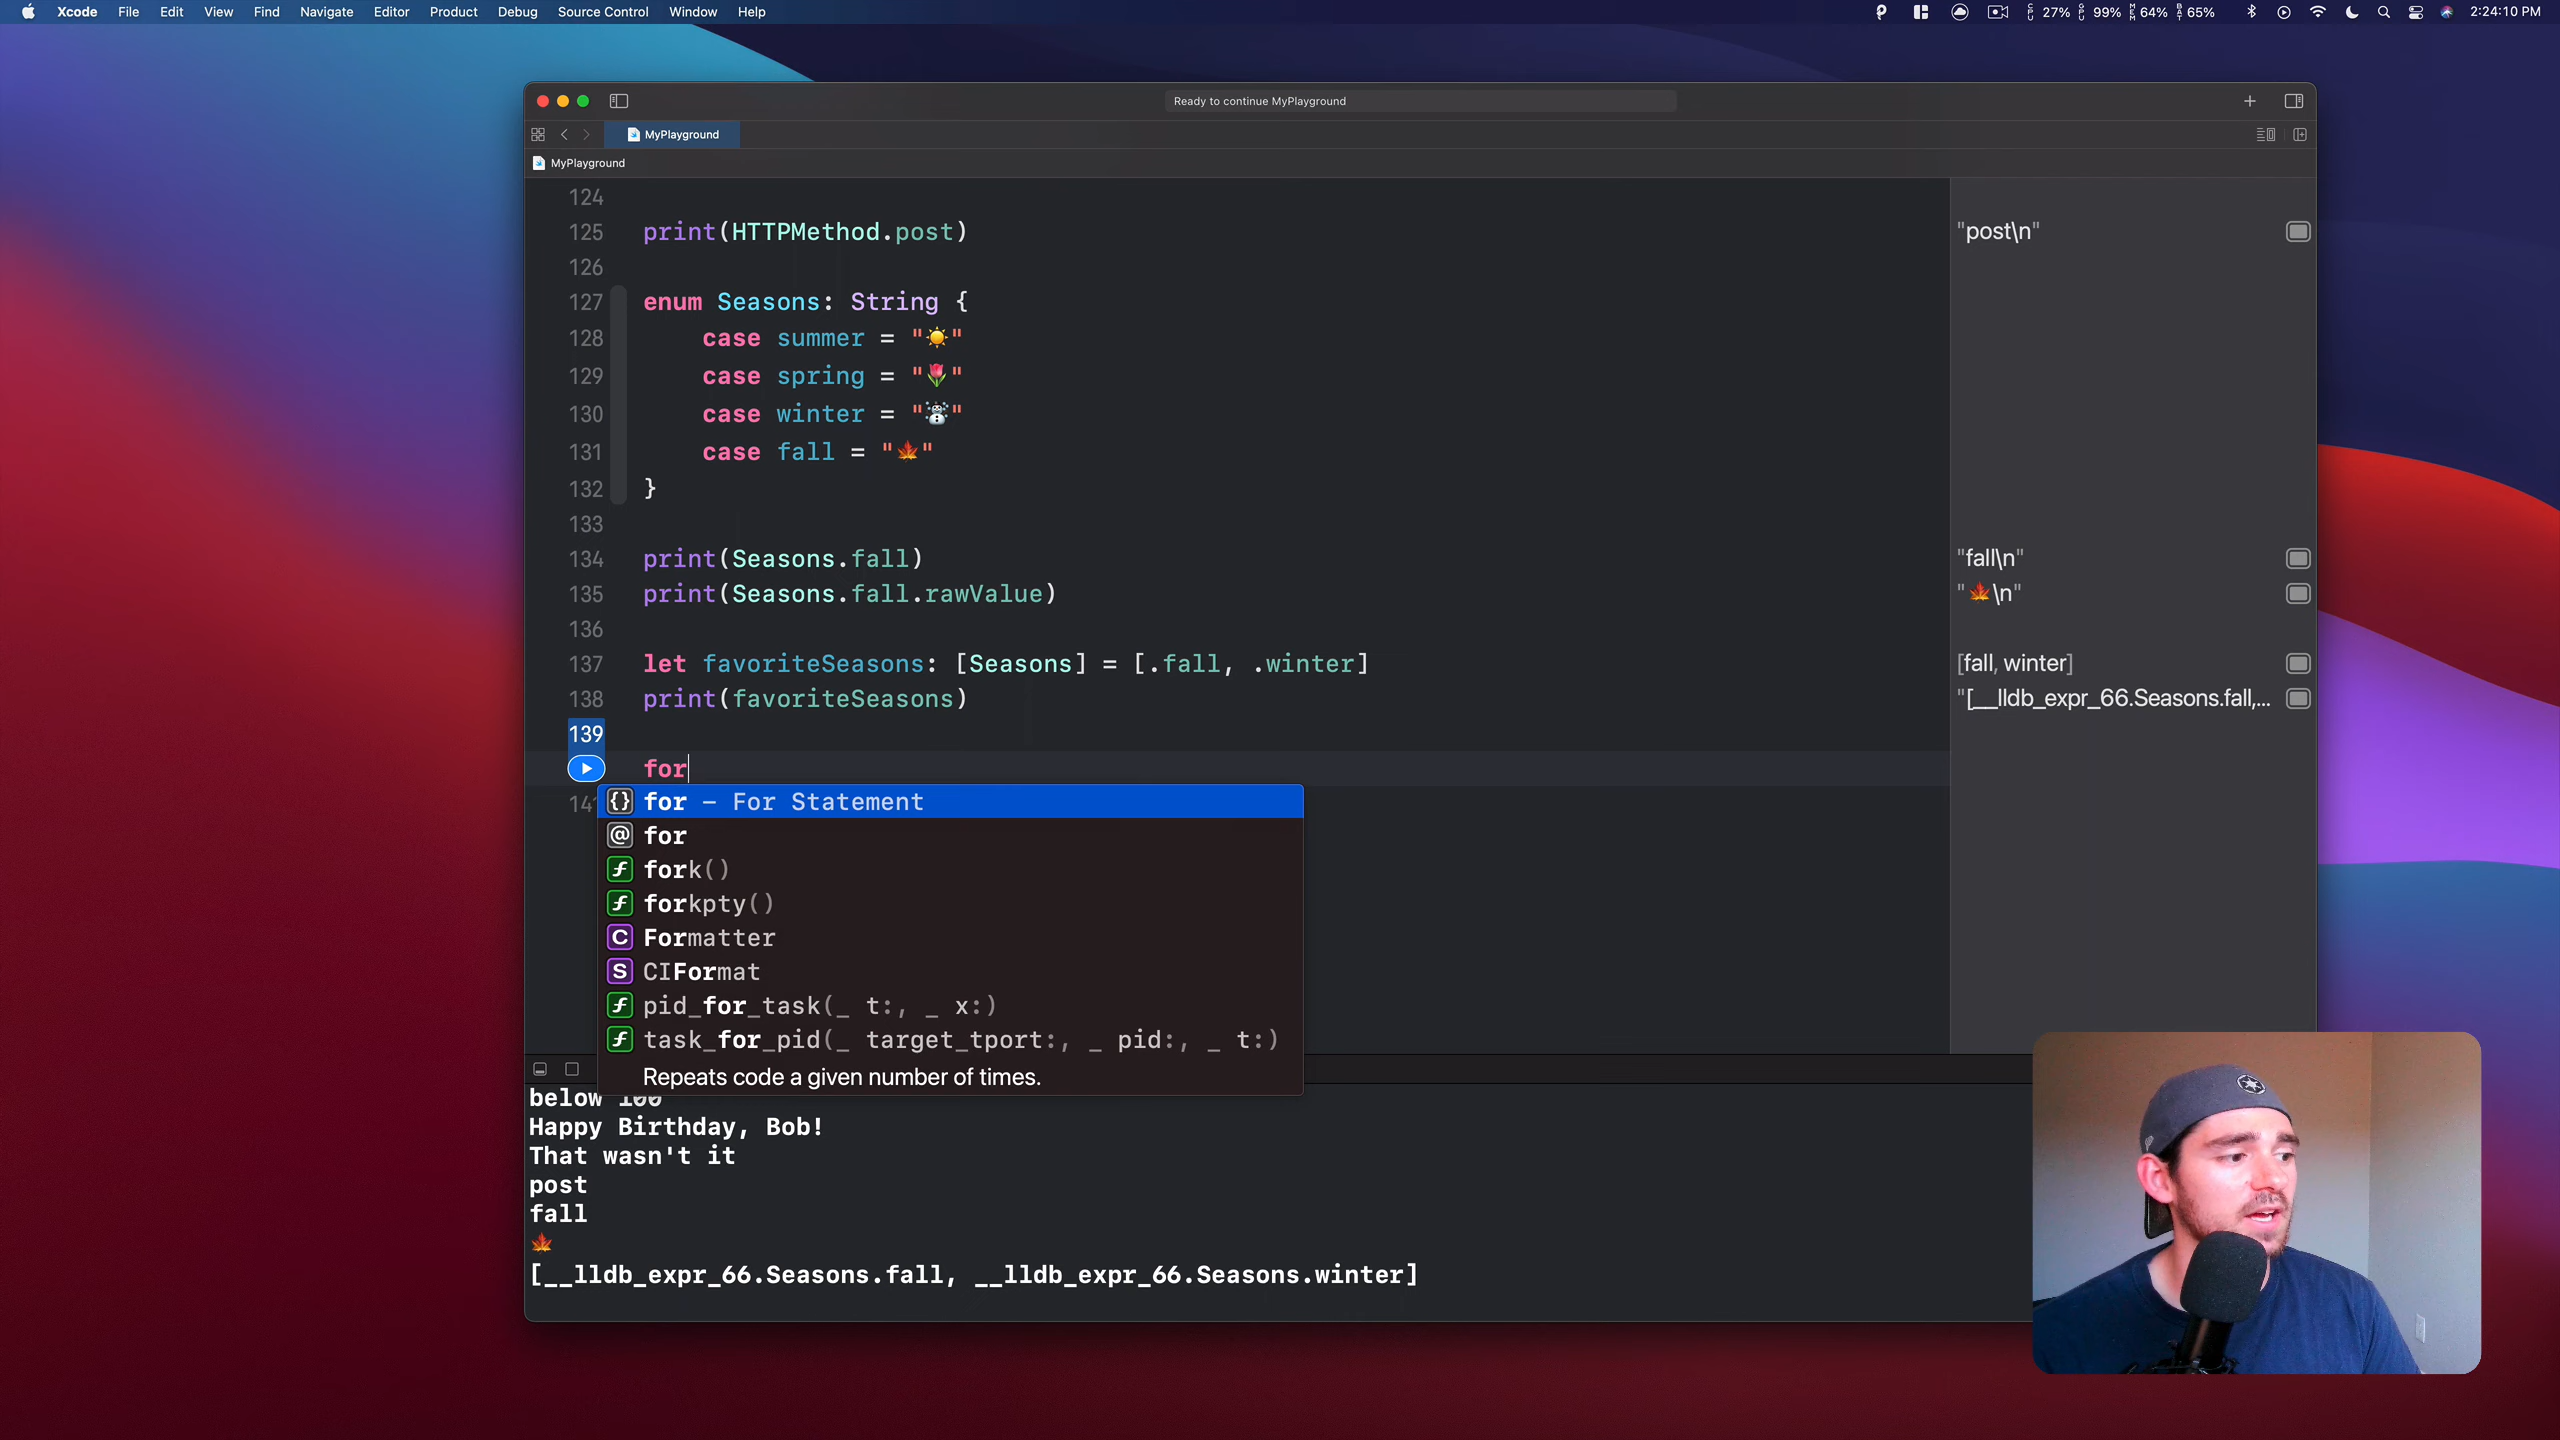 Xcode File Edit View Find Navigate Editor Product Debug Source Control Window Help
27% 99% 64% 65% 2:24:10 PM
Ready to continue MyPlayground
MyPlayground
MyPlayground
124
125 print(HTTPMethod.post) "post\n"
126
127 enum Seasons: String {
128 case summer = "☀️"
129 case spring = "🌷"
130 case winter = "☃️"
131 case fall = "🍁"
132 }
133
134 print(Seasons.fall) "fall\n"
135 print(Seasons.fall.rawValue) "🍁\n"
136
137 let favoriteSeasons: [Seasons] = [.fall, .winter] [fall, winter]
138 print(favoriteSeasons) "[__lldb_expr_66.Seasons.fall,...
139
for
141
{} for – For Statement
@ for
f fork()
f forkpty()
C Formatter
S CIFormat
f pid_for_task(_ t:, _ x:)
f task_for_pid(_ target_tport:, _ pid:, _ t:)
Repeats code a given number of times.
below 100
Happy Birthday, Bob!
That wasn't it
post
fall
🍁
[__lldb_expr_66.Seasons.fall, __lldb_expr_66.Seasons.winter]